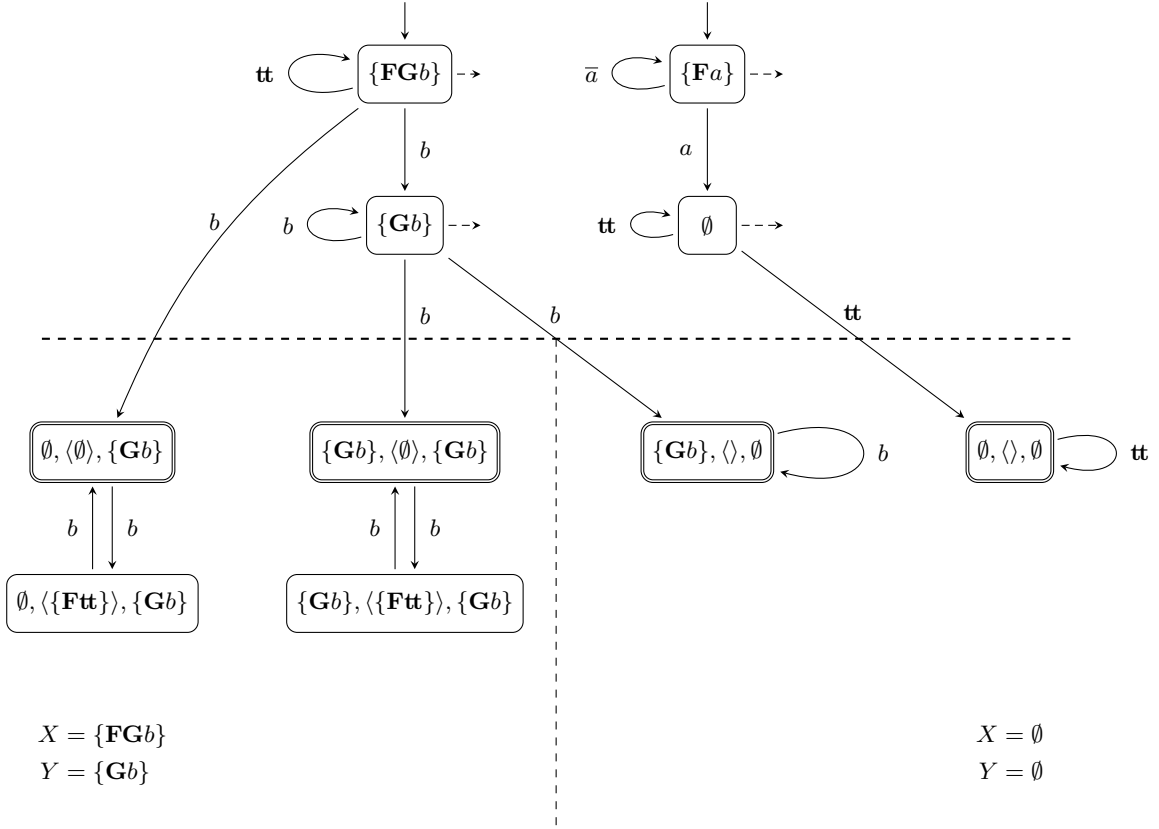 tt {FGb} a̅ {Fa}
b a
b b {Gb} tt ∅
b b tt
∅, ⟨∅⟩, {Gb} {Gb}, ⟨∅⟩, {Gb} {Gb}, ⟨⟩, ∅ b ∅, ⟨⟩, ∅ tt
b b b b
∅, ⟨{Ftt}⟩, {Gb} {Gb}, ⟨{Ftt}⟩, {Gb}
X = {FGb} X = ∅
Y = {Gb} Y = ∅